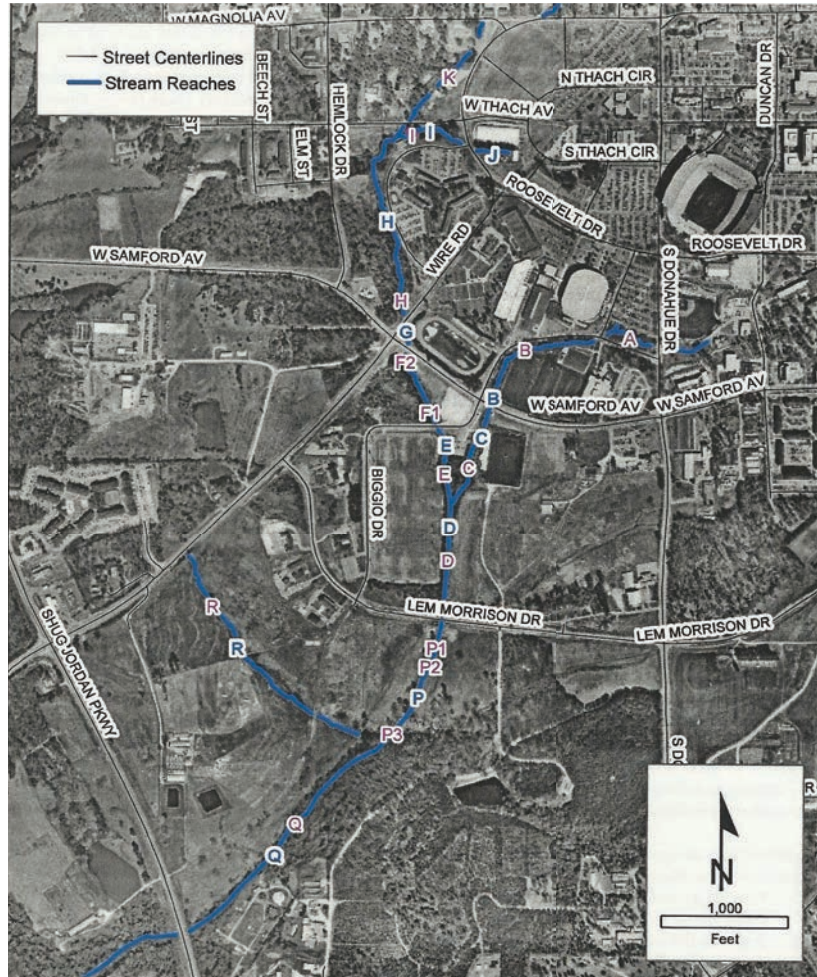 W MAGNOLIA AV
Street Centerlines
Stream Reaches
BEECH ST
ST
ELM ST
HEMLOCK DR
K
N THACH CIR
DUNCAN DR
W THACH AV
I
I
J
S THACH CIR
ROOSEVELT DR
H
WIRE RD
ROOSEVELT DR
W SAMFORD AV
S DONAHUE DR
H
G
B
A
F2
F1
B
W SAMFORD AV
W SAMFORD AV
E
C
E
C
BIGGIO DR
D
D
R
LEM MORRISON DR
LEM MORRISON DR
SHUG JORDAN PKWY
R
P1
P2
P
P3
S DO
R
Q
Q
N
1,000
Feet